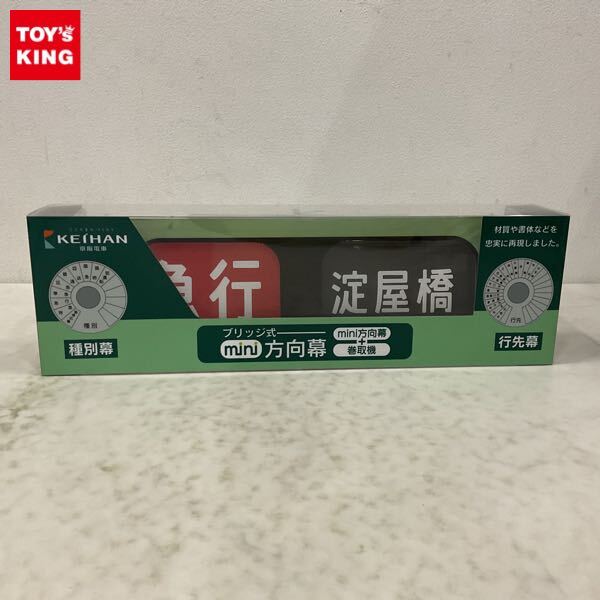 TOY's
KING
KEIHAN
京阪電車
材質や書体などを
忠実に再現しました。
急行
淀屋橋
種別
行先
種別幕
ブリッジ式
mini方向幕
mini方向幕
+
巻取機
行先幕